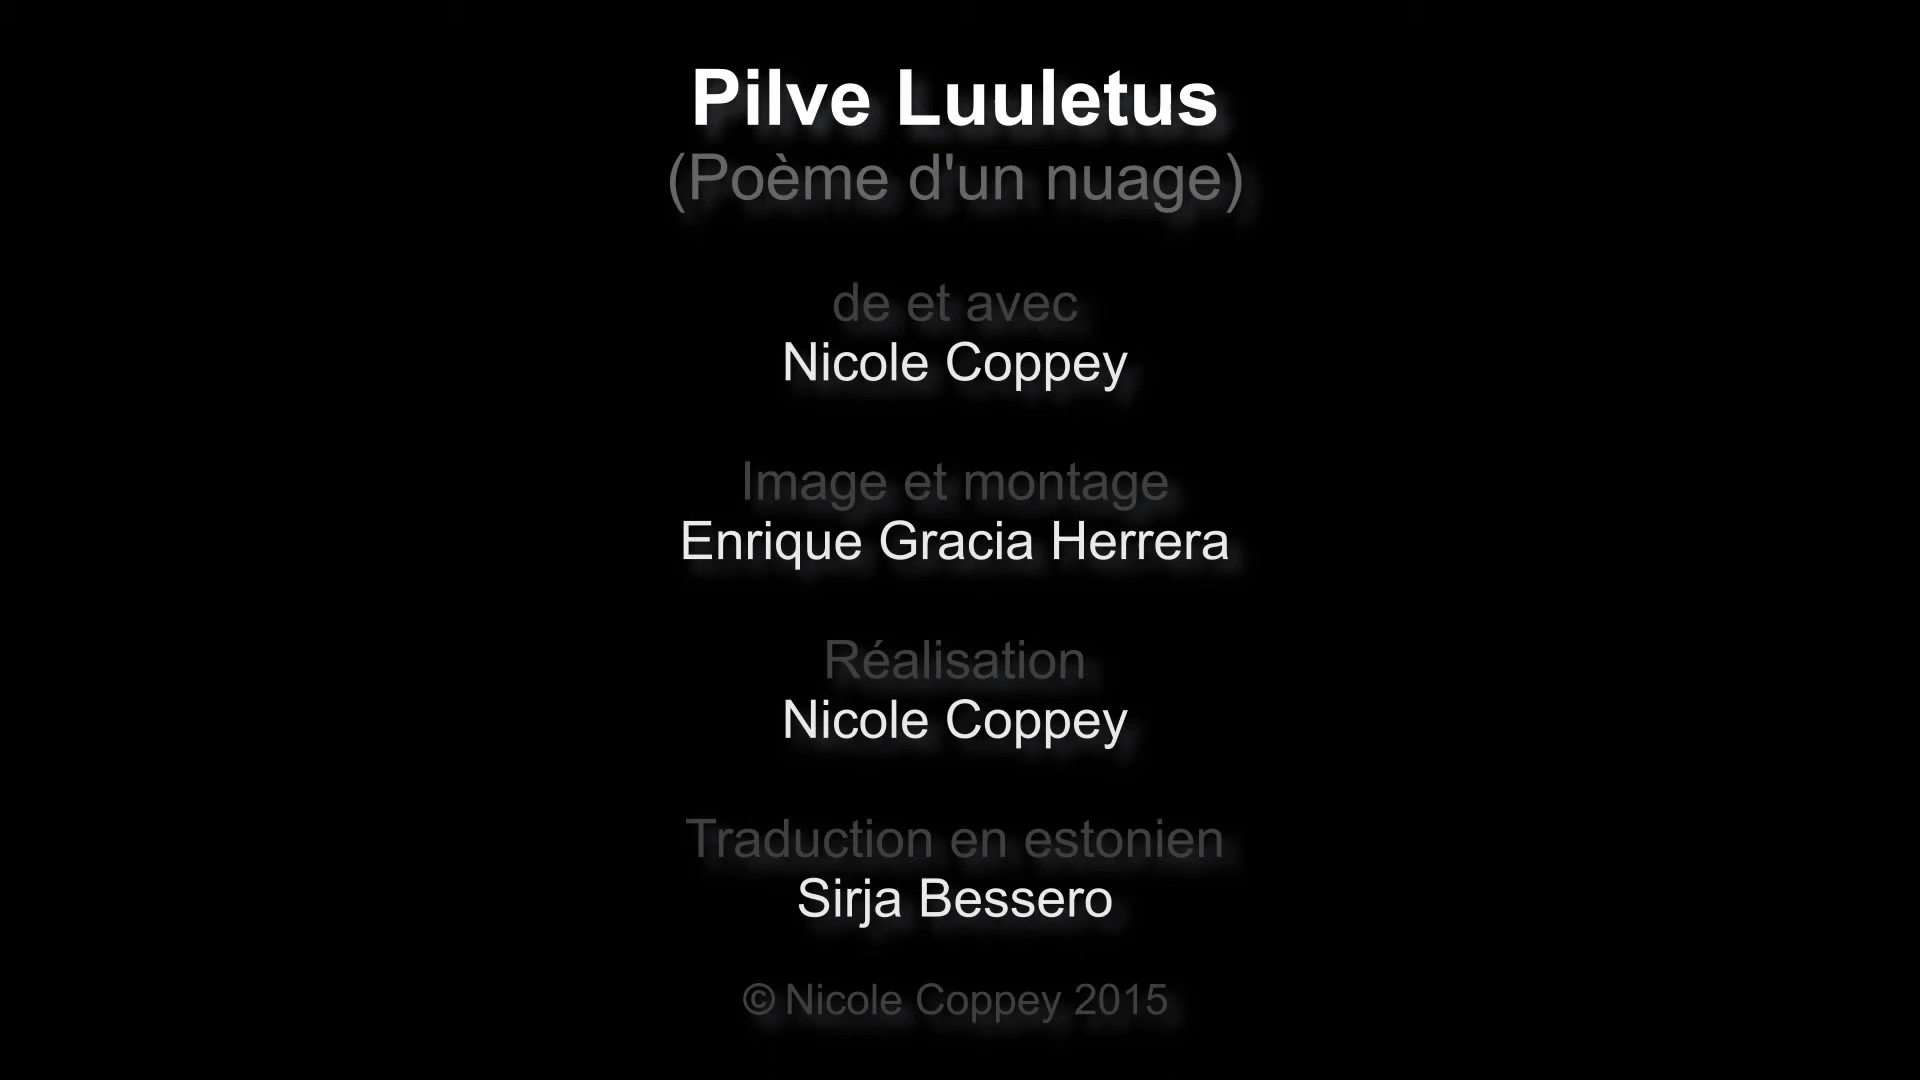 Pilve Luuletus
(Poème d'un nuage)
de et avec
Nicole Coppey
Image et montage
Enrique Gracia Herrera
Réalisation
Nicole Coppey
Traduction en estonien
Sirja Bessero
© Nicole Coppey 2015